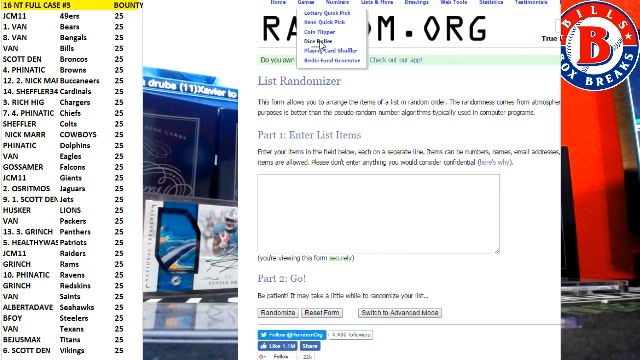 16 NT FULL CASE #3 BOUNTY
JCM11 49ers 25
1. VAN Bears 25
8. VAN Bengals 25
VAN Bills 25
SCOTT DEN Broncos 25
4. PHINATIC Browns 25
12. 2. NICK MAI Buccaneers 25
14. SHEFFLER34 Cardinals 25
3. RICH HIG Chargers 25
7. 4. PHINATIC Chiefs 25
SHEFFLER Colts 25
NICK MARR COWBOYS 25
PHINATIC Dolphins 25
VAN Eagles 25
GOSSAMER Falcons 25
JCM11 Giants 25
2. OSRITMOS Jaguars 25
9. 1. SCOTT DEN Jets 25
HUSKER LIONS 25
VAN Packers 25
13. 3. GRINCH Panthers 25
5. HEALTHYWAS Patriots 25
JCM11 Raiders 25
GRINCH Rams 25
10. PHINATIC Ravens 25
GRINCH Redskins 25
VAN Saints 25
ALBERTADAVE Seahawks 25
BFOY Steelers 25
VAN Texans 25
BEJUSMAX Titans 25
6. SCOTT DEN Vikings 25
drube (11)Xavier to
Home Games Numbers Lists & More Drawings Web Tools Statistics Testimonials
Lottery Quick Pick
Keno Quick Pick
Coin Flipper
Dice Roller
Playing Card Shuffler
Birdie Fund Generator
RANDOM.ORG
True
Do you own
Check out our app!
List Randomizer
This form allows you to arrange the items of a list in random order. The randomness comes from atmospher
purposes is better than the pseudo-random number algorithms typically used in computer programs.
Part 1: Enter List Items
Enter your items in the field below, each on a separate line. Items can be numbers, names, email addresses,
items are allowed. Please don't enter anything you would consider confidential (here's why).
(you're viewing this form securely)
Part 2: Go!
Be patient! It may take a little while to randomize your list...
Randomize Reset Form Switch to Advanced Mode
Follow @RandomOrg followers
Like 1.1M Share
Follow 22k
BILLS
BOX BREAKS
B